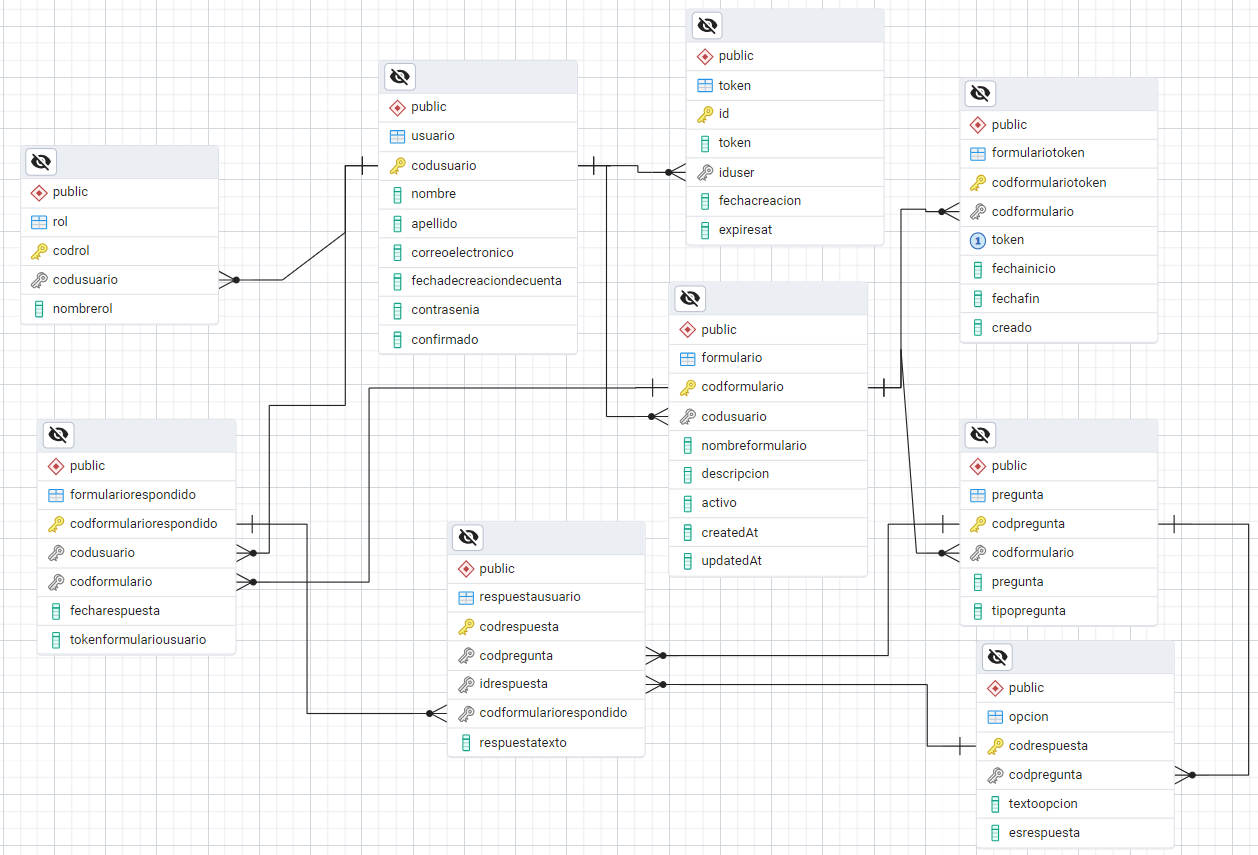 public
rol
codrol
codusuario
nombrerol
public
usuario
codusuario
nombre
apellido
correoelectronico
fechadecreaciondecuenta
contrasenia
confirmado
public
token
id
token
iduser
fechacreacion
expiresat
public
formulariotoken
codformulariotoken
codformulario
1 token
fechainicio
fechafin
creado
public
formulario
codformulario
codusuario
nombreformulario
descripcion
activo
createdAt
updatedAt
public
formulariorespondido
codformulariorespondido
codusuario
codformulario
fecharespuesta
tokenformulariousuario
public
respuestausuario
codrespuesta
codpregunta
idrespuesta
codformulariorespondido
respuestatexto
public
pregunta
codpregunta
codformulario
pregunta
tipopregunta
public
opcion
codrespuesta
codpregunta
textoopcion
esrespuesta